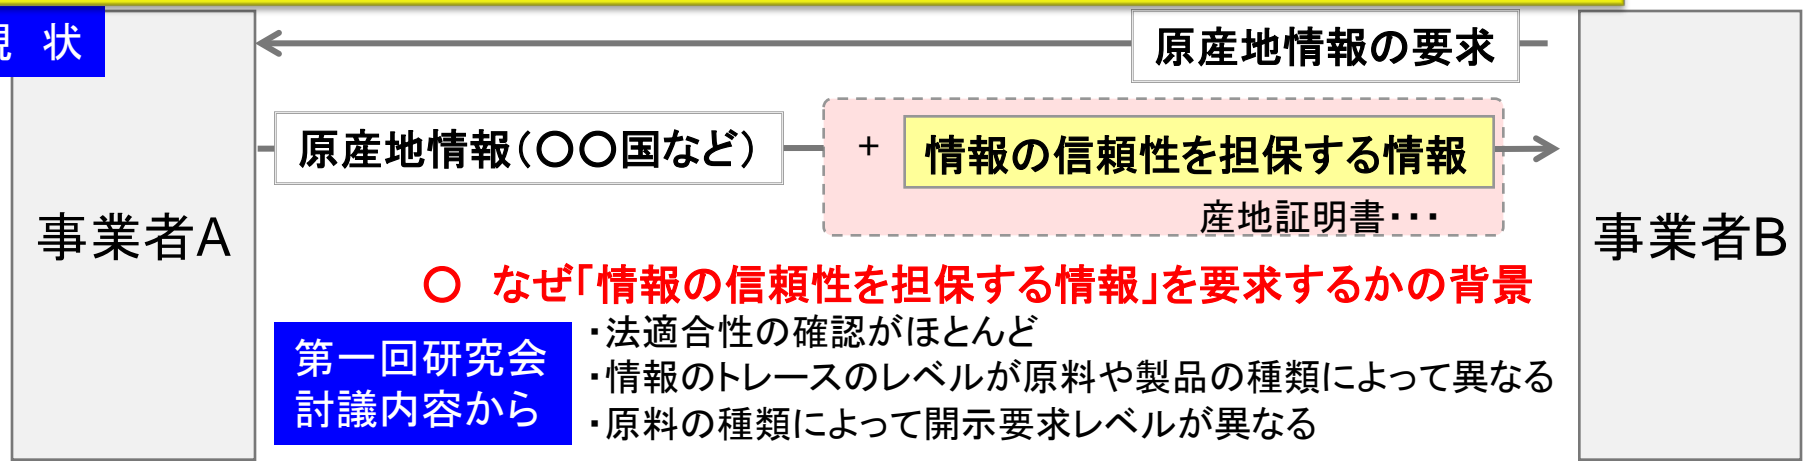 現 状
原産地情報の要求
原産地情報(〇〇国など)
+
情報の信頼性を担保する情報
産地証明書・・・
事業者A
事業者B
〇 なぜ「情報の信頼性を担保する情報」を要求するかの背景
第一回研究会
討議内容から
・法適合性の確認がほとんど
・情報のトレースのレベルが原料や製品の種類によって異なる
・原料の種類によって開示要求レベルが異なる